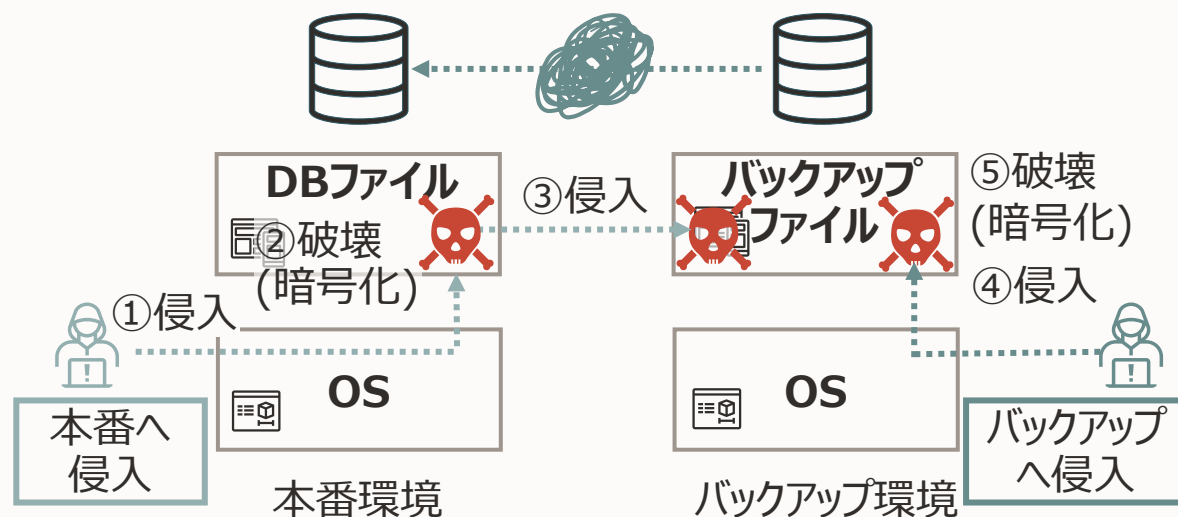 DBファイル
②破壊
(暗号化)
③侵入
バックアップ
ファイル
⑤破壊
(暗号化)
④侵入
①侵入
OS
OS
本番へ
侵入
バックアップ
へ侵入
本番環境
バックアップ環境